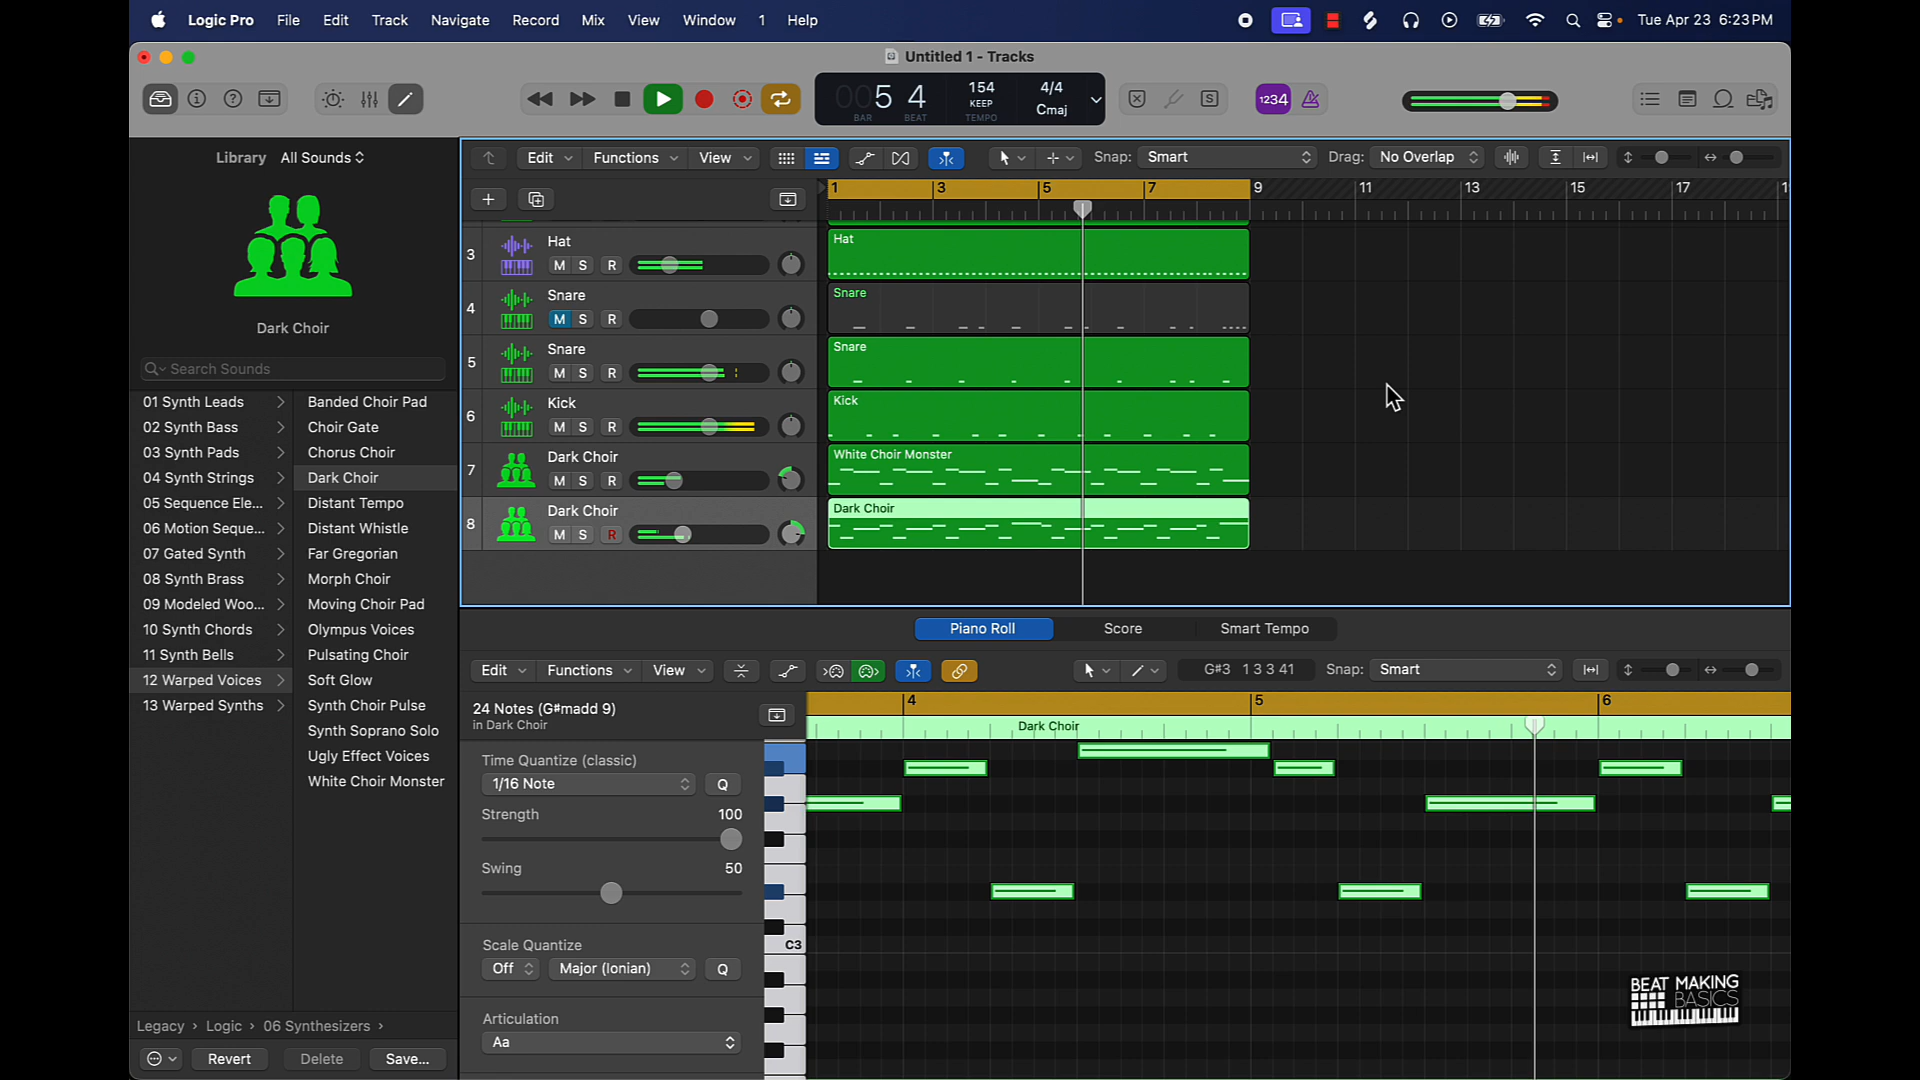 Logic Pro File Edit Track Navigate Record Mix View Window 1 Help Tue Apr 23 6:23 PM
Untitled 1 - Tracks
005 4 154 KEEP 4/4 Cmaj
BAR BEAT TEMPO
S 1234
Library All Sounds
Edit Functions View Snap: Smart Drag: No Overlap
1 3 5 7 9 11 13 15 17
Dark Choir
Search Sounds
01 Synth Leads Banded Choir Pad
02 Synth Bass Choir Gate
03 Synth Pads Chorus Choir
04 Synth Strings Dark Choir
05 Sequence Ele... Distant Tempo
06 Motion Seque... Distant Whistle
07 Gated Synth Far Gregorian
08 Synth Brass Morph Choir
09 Modeled Woo... Moving Choir Pad
10 Synth Chords Olympus Voices
11 Synth Bells Pulsating Choir
12 Warped Voices Soft Glow
13 Warped Synths Synth Choir Pulse
Synth Soprano Solo
Ugly Effect Voices
White Choir Monster
Legacy › Logic › 06 Synthesizers ›
Revert Delete Save...
3 Hat M S R Hat
4 Snare M S R Snare
5 Snare M S R Snare
6 Kick M S R Kick
7 Dark Choir M S R White Choir Monster
8 Dark Choir M S R Dark Choir
Piano Roll Score Smart Tempo
Edit Functions View G#3 1 3 3 41 Snap: Smart
24 Notes (G#madd 9)
in Dark Choir
4 5 6
Dark Choir
Time Quantize (classic)
1/16 Note Q
Strength 100
Swing 50
C3
Scale Quantize
Off Major (Ionian) Q
Articulation
Aa
BEAT MAKING
BASICS